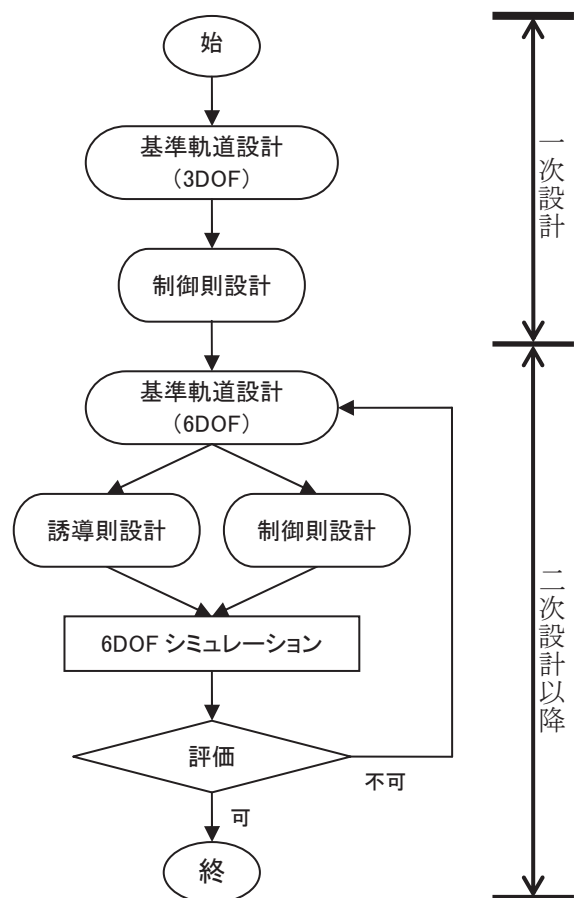 始
基準軌道設計
（3DOF）
制御則設計
基準軌道設計
（6DOF）
誘導則設計
制御則設計
6DOF シミュレーション
評価
不可
可
終
一次設計
二次設計以降